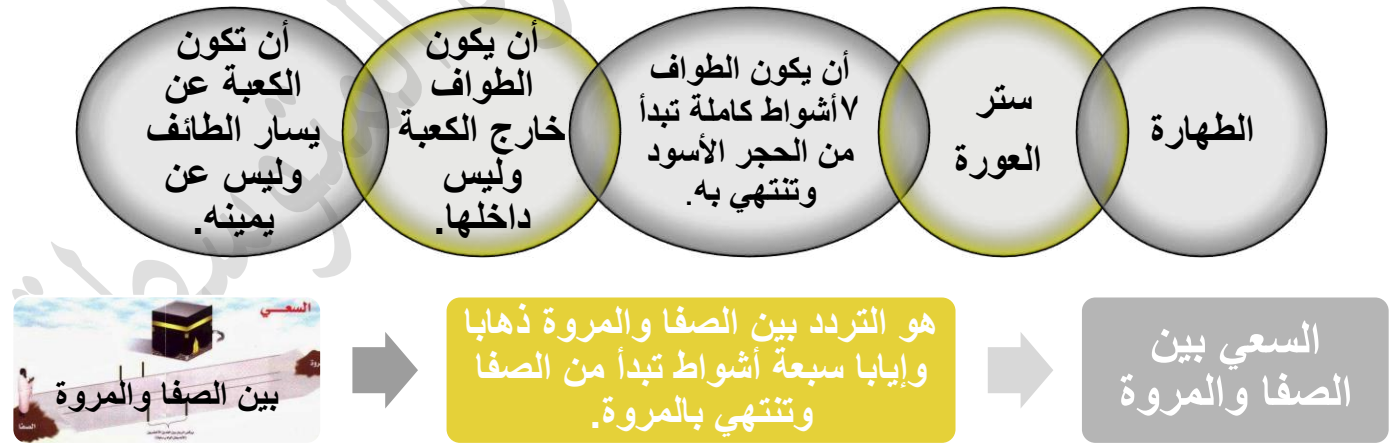 الطهارة
ستر
العورة
أن يكون الطواف
٧أشواط كاملة تبدأ
من الحجر الأسود
وتنتهي به.
أن يكون
الطواف
خارج الكعبة
وليس
داخلها.
أن تكون
الكعبة عن
يسار الطائف
وليس عن
يمينه.
السعي بين
الصفا والمروة
هو التردد بين الصفا والمروة ذهابا
وإيابا سبعة أشواط تبدأ من الصفا
وتنتهي بالمروة.
السعـــي
بين الصفا والمروة
الصفا